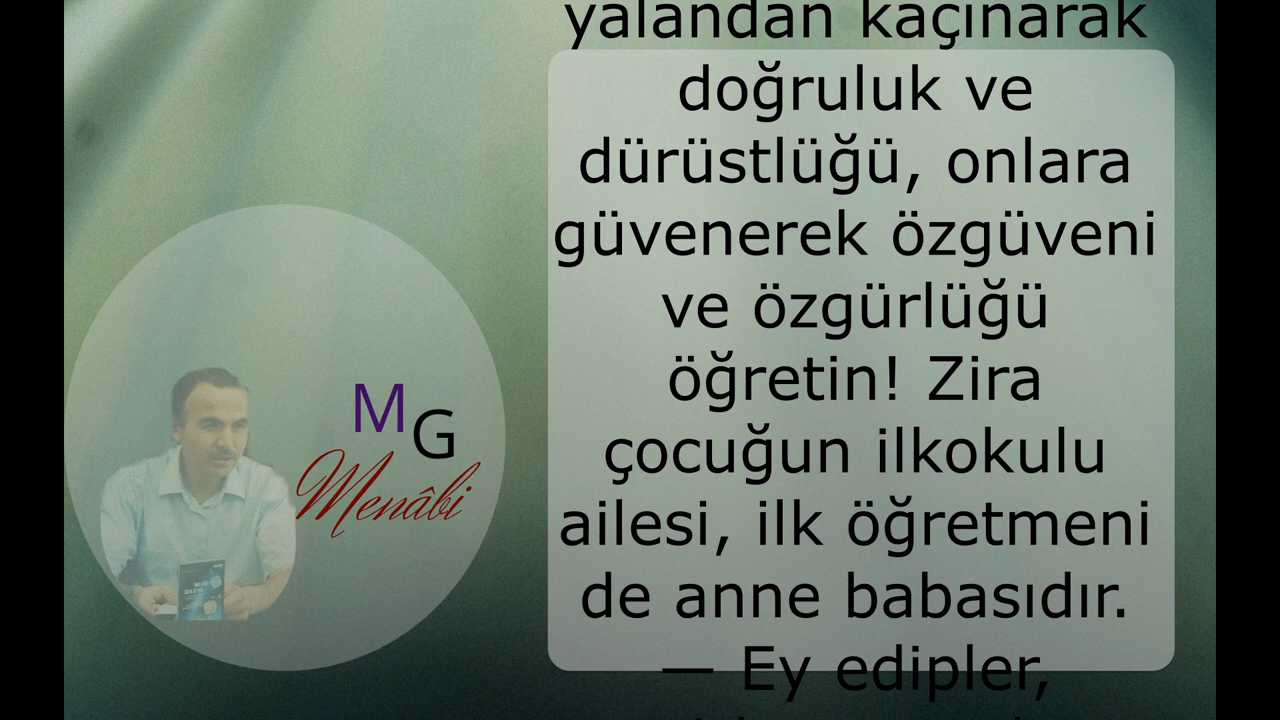 yalandan kaçınarak
doğruluk ve
dürüstlüğü, onlara
güvenerek özgüveni
ve özgürlüğü
öğretin! Zira
çocuğun ilkokulu
ailesi, ilk öğretmeni
de anne babasıdır.
— Ey edipler,
M
G
Menâbi